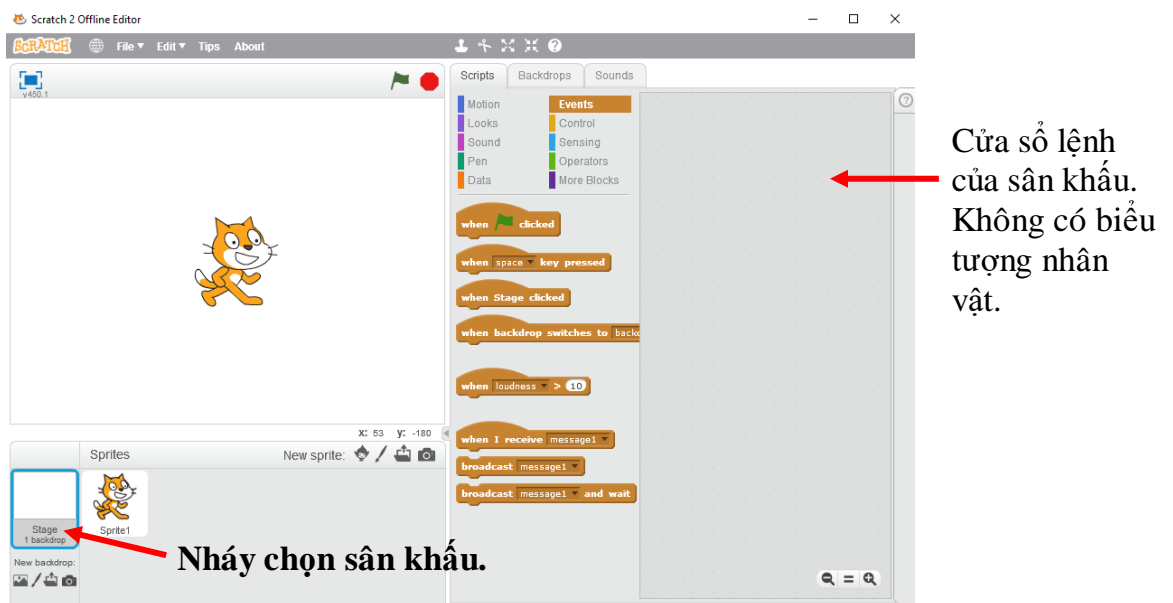 Scratch 2 Offline Editor
SCRATCH File Edit Tips About
v450.1
Scripts Backdrops Sounds
Motion Events
Looks Control
Sound Sensing
Pen Operators
Data More Blocks
when clicked
when space key pressed
when Stage clicked
when backdrop switches to
when loudness > 10
when I receive message1
broadcast message1
broadcast message1 and wait
Cửa sổ lệnh
của sân khấu.
Không có biểu
tượng nhân
vật.
X: 53 y: -180
Sprites New sprite:
Stage
1 backdrop
Sprite1
New backdrop:
Nháy chọn sân khấu.